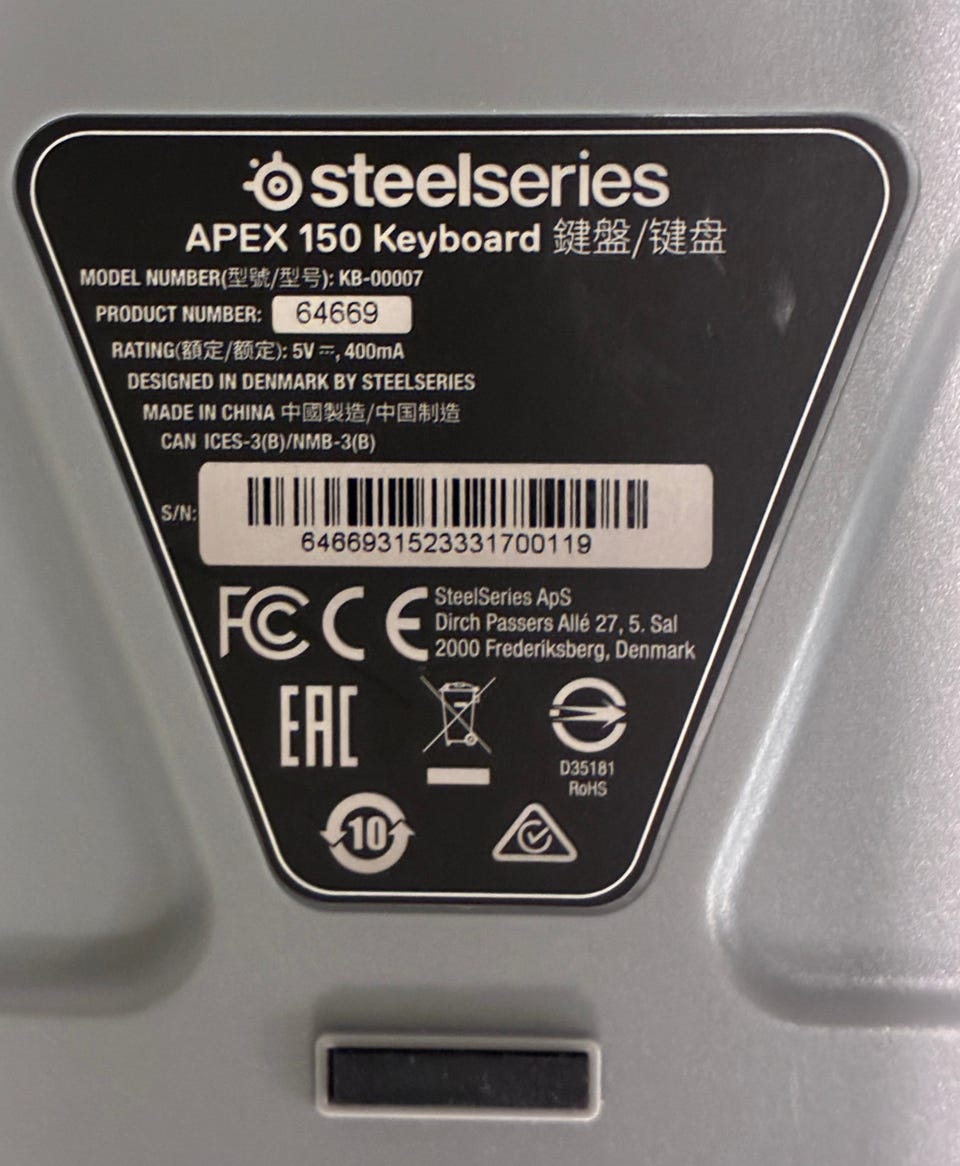 steelseries
APEX 150 Keyboard 鍵盤/键盘
MODEL NUMBER(型號/型号): KB-00007
PRODUCT NUMBER: 64669
RATING(額定/额定): 5V ⎓, 400mA
DESIGNED IN DENMARK BY STEELSERIES
MADE IN CHINA 中國製造/中国制造
CAN ICES-3(B)/NMB-3(B)
S/N:
6466931523331700119
FCC CE
SteelSeries ApS
Dirch Passers Allé 27, 5. Sal
2000 Frederiksberg, Denmark
EAC
D35181
RoHS
10